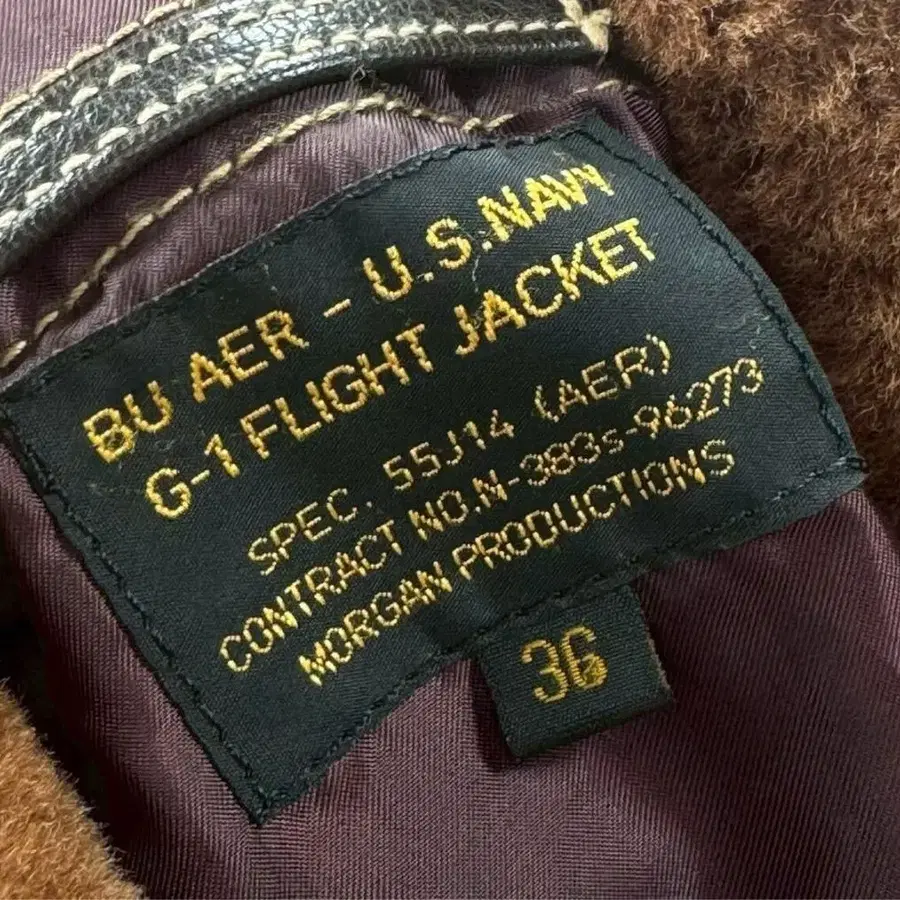 BU AER - U.S.NAVY
G-1 FLIGHT JACKET
SPEC. 55J14 (AER)
CONTRACT NO.N-383s-96273
MORGAN PRODUCTIONS
36